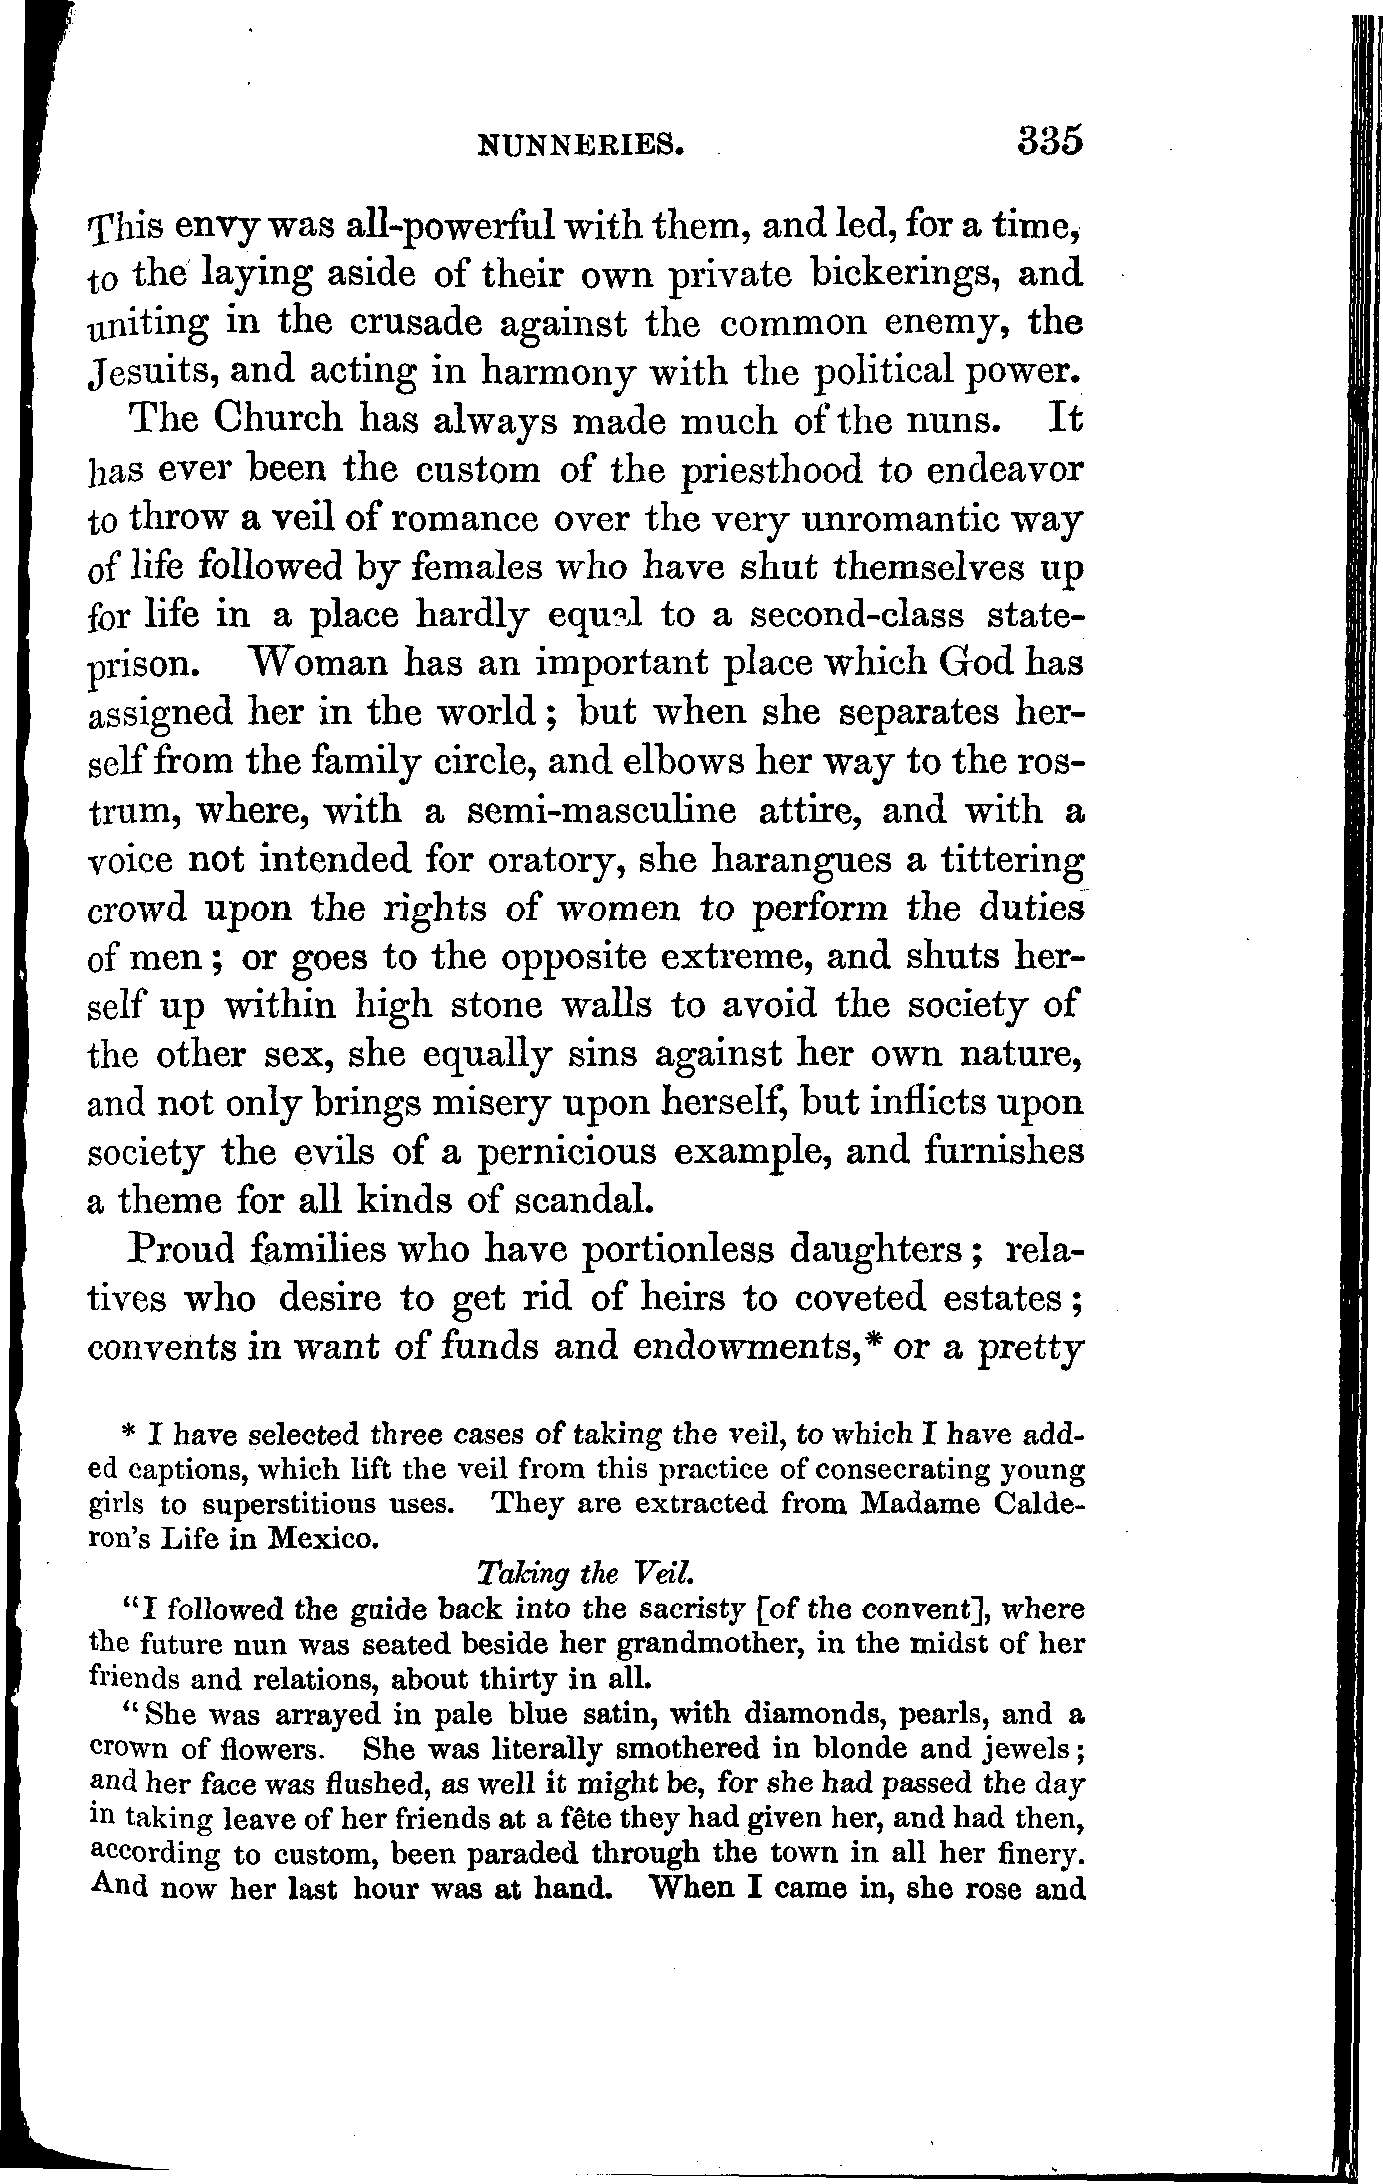 NUNNERIES. 335
This envy was all-powerful with them, and led, for a time,
to the laying aside of their own private bickerings, and
uniting in the crusade against the common enemy, the
Jesuits, and acting in harmony with the political power.
The Church has always made much of the nuns. It
has ever been the custom of the priesthood to endeavor
to throw a veil of romance over the very unromantic way
of life followed by females who have shut themselves up
for life in a place hardly equal to a second-class state-
prison. Woman has an important place which God has
assigned her in the world; but when she separates her-
self from the family circle, and elbows her way to the ros-
trum, where, with a semi-masculine attire, and with a
voice not intended for oratory, she harangues a tittering
crowd upon the rights of women to perform the duties
of men; or goes to the opposite extreme, and shuts her-
self up within high stone walls to avoid the society of
the other sex, she equally sins against her own nature,
and not only brings misery upon herself, but inflicts upon
society the evils of a pernicious example, and furnishes
a theme for all kinds of scandal.
Proud families who have portionless daughters; rela-
tives who desire to get rid of heirs to coveted estates;
convents in want of funds and endowments,* or a pretty
* I have selected three cases of taking the veil, to which I have add-
ed captions, which lift the veil from this practice of consecrating young
girls to superstitious uses. They are extracted from Madame Calde-
ron's Life in Mexico.
Taking the Veil.
"I followed the guide back into the sacristy [of the convent], where
the future nun was seated beside her grandmother, in the midst of her
friends and relations, about thirty in all.
"She was arrayed in pale blue satin, with diamonds, pearls, and a
crown of flowers. She was literally smothered in blonde and jewels;
and her face was flushed, as well it might be, for she had passed the day
in taking leave of her friends at a fête they had given her, and had then,
according to custom, been paraded through the town in all her finery.
And now her last hour was at hand. When I came in, she rose and